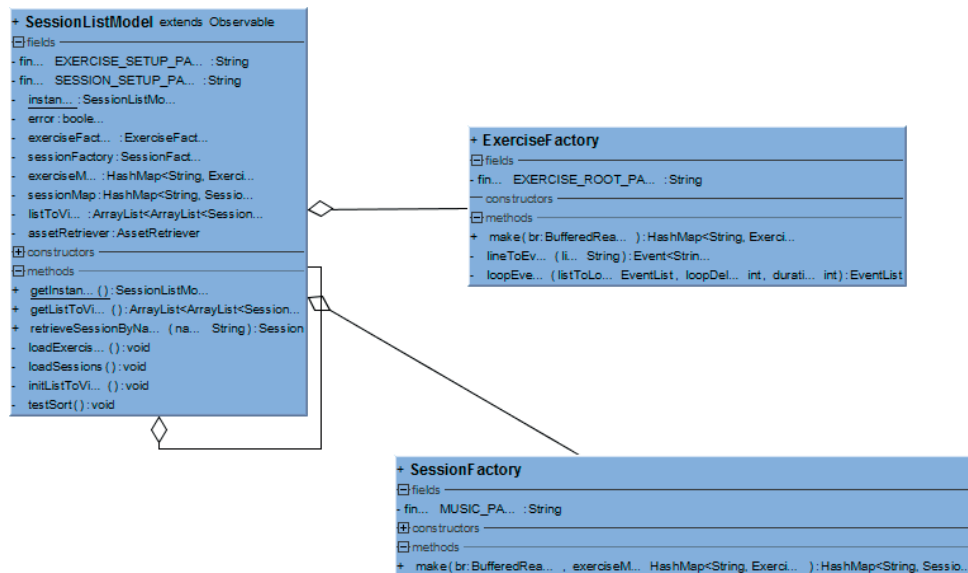 + SessionListModel extends Observable
fields
- fin... EXERCISE_SETUP_PA... :String
- fin... SESSION_SETUP_PA... :String
- instan... :SessionListMo...
- error:boole...
- exerciseFact... :ExerciseFact...
- sessionFactory:SessionFact...
- exerciseM... :HashMap<String, Exerci...
- sessionMap:HashMap<String, Sessio...
- listToVi... :ArrayList<ArrayList<Session...
- assetRetriever:AssetRetriever
constructors
methods
+ getInstan... ():SessionListMo...
+ getListToVi... ():ArrayList<ArrayList<Session...
+ retrieveSessionByNa... (na... String):Session
- loadExercis... ():void
- loadSessions():void
- initListToVi... ():void
- testSort():void
+ ExerciseFactory
fields
- fin... EXERCISE_ROOT_PA... :String
constructors
methods
+ make(br:BufferedRea... ):HashMap<String, Exerci...
- lineToEv... (li... String):Event<Strin...
- loopEve... (listToLo... EventList, loopDel... int, durati... int):EventList
+ SessionFactory
fields
- fin... MUSIC_PA... :String
constructors
methods
+ make(br:BufferedRea... , exerciseM... HashMap<String, Exerci... ):HashMap<String, Sessio...